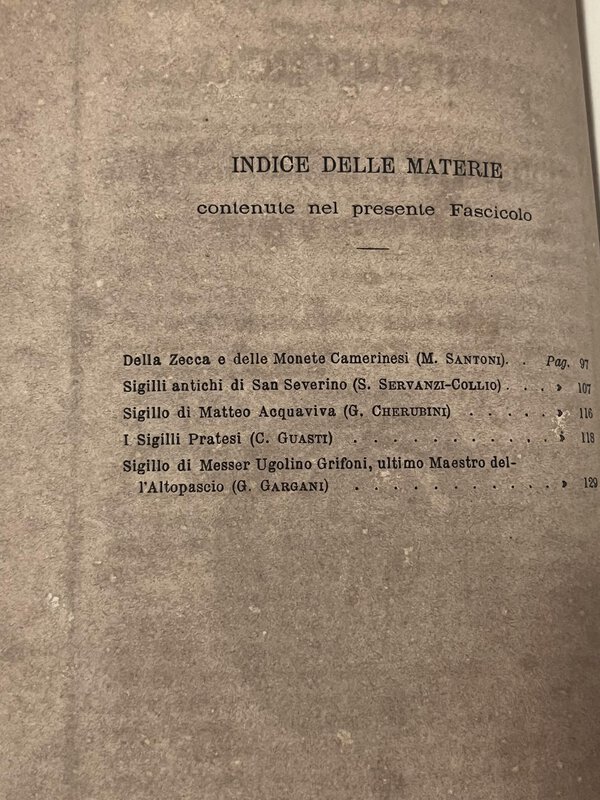 INDICE DELLE MATERIE
contenute nel presente Fascicolo
Della Zecca e delle Monete Camerinesi (M. SANTONI). . Pag. 97
Sigilli antichi di San Severino (S. SERVANZI-COLLIO) . . . » 107
Sigillo di Matteo Acquaviva (G. CHERUBINI) . . . . . . » 116
I Sigilli Pratesi (C. GUASTI) . . . . . . . . . . . » 118
Sigillo di Messer Ugolino Grifoni, ultimo Maestro del-
l'Altopascio (G. GARGANI) . . . . . . . . . . . » 129